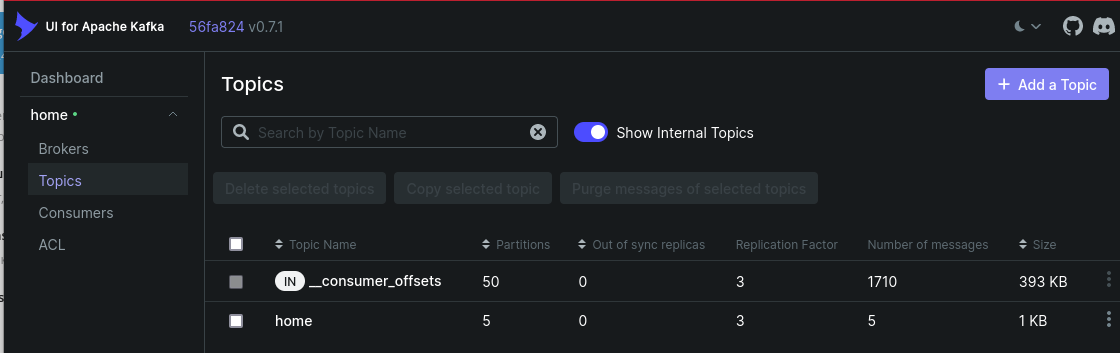 UI for Apache Kafka 56fa824 v0.7.1
Dashboard
home
Brokers
Topics
Consumers
ACL
Topics
Add a Topic
Search by Topic Name
Show Internal Topics
Delete selected topics Copy selected topic Purge messages of selected topics
Topic Name Partitions Out of sync replicas Replication Factor Number of messages Size
IN __consumer_offsets 50 0 3 1710 393 KB
home 5 0 3 5 1 KB